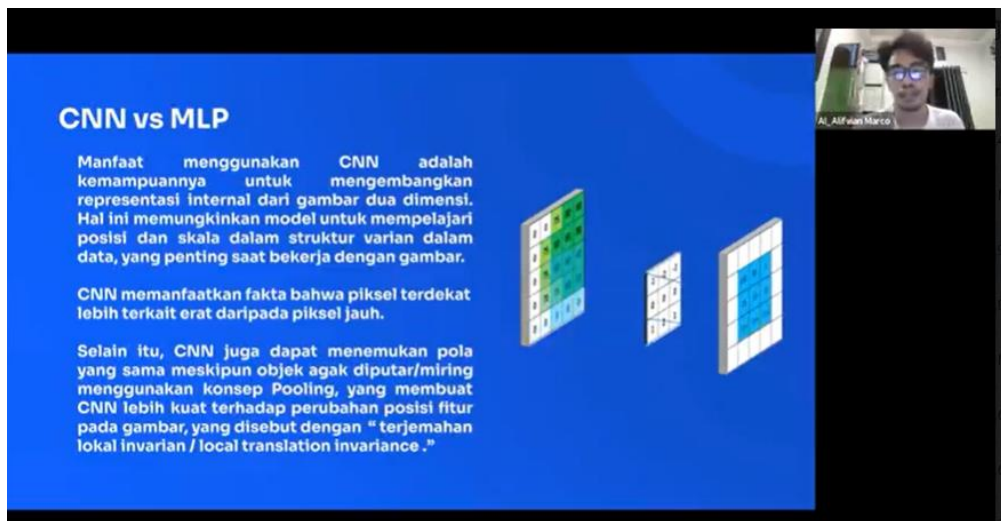 CNN vs MLP
Manfaat menggunakan CNN adalah
kemampuannya untuk mengembangkan
representasi internal dari gambar dua dimensi.
Hal ini memungkinkan model untuk mempelajari
posisi dan skala dalam struktur varian dalam
data, yang penting saat bekerja dengan gambar.
CNN memanfaatkan fakta bahwa piksel terdekat
lebih terkait erat daripada piksel jauh.
Selain itu, CNN juga dapat menemukan pola
yang sama meskipun objek agak diputar/miring
menggunakan konsep Pooling, yang membuat
CNN lebih kuat terhadap perubahan posisi fitur
pada gambar, yang disebut dengan “ terjemahan
lokal invarian / local translation invariance .”
AI_Alifvian Marco